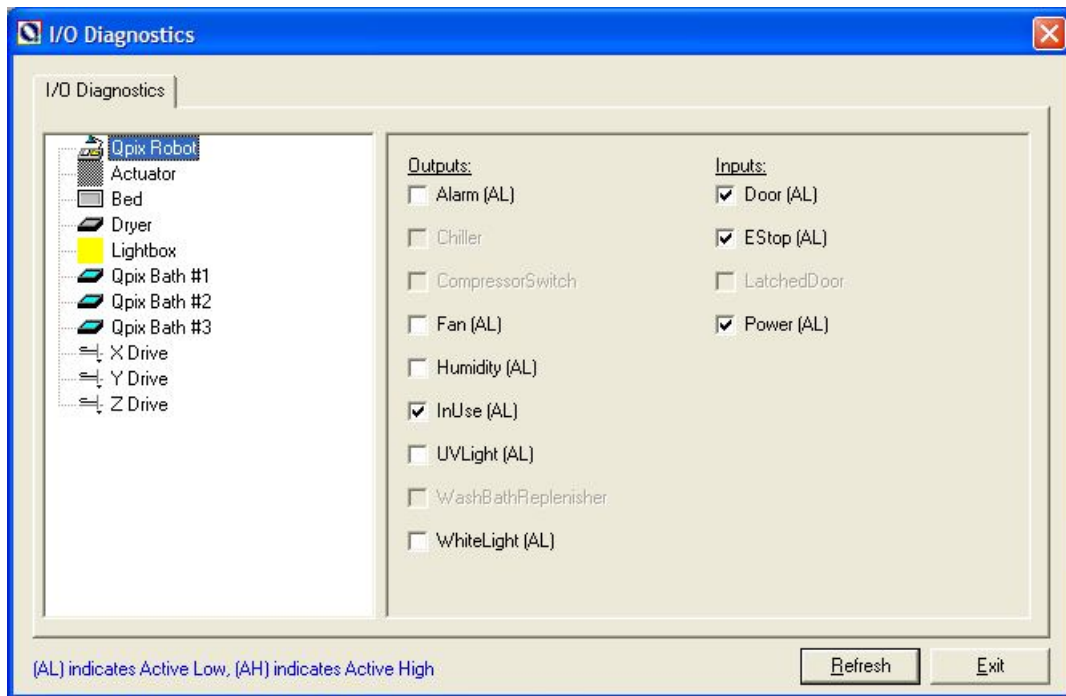 I/O Diagnostics
I/O Diagnostics
Qpix Robot
Actuator
Bed
Dryer
Lightbox
Qpix Bath #1
Qpix Bath #2
Qpix Bath #3
X Drive
Y Drive
Z Drive
Outputs:
Alarm (AL)
Chiller
CompressorSwitch
Fan (AL)
Humidity (AL)
InUse (AL)
UVLight (AL)
WashBathReplenisher
WhiteLight (AL)
Inputs:
Door (AL)
EStop (AL)
LatchedDoor
Power (AL)
(AL) indicates Active Low, (AH) indicates Active High
Refresh
Exit